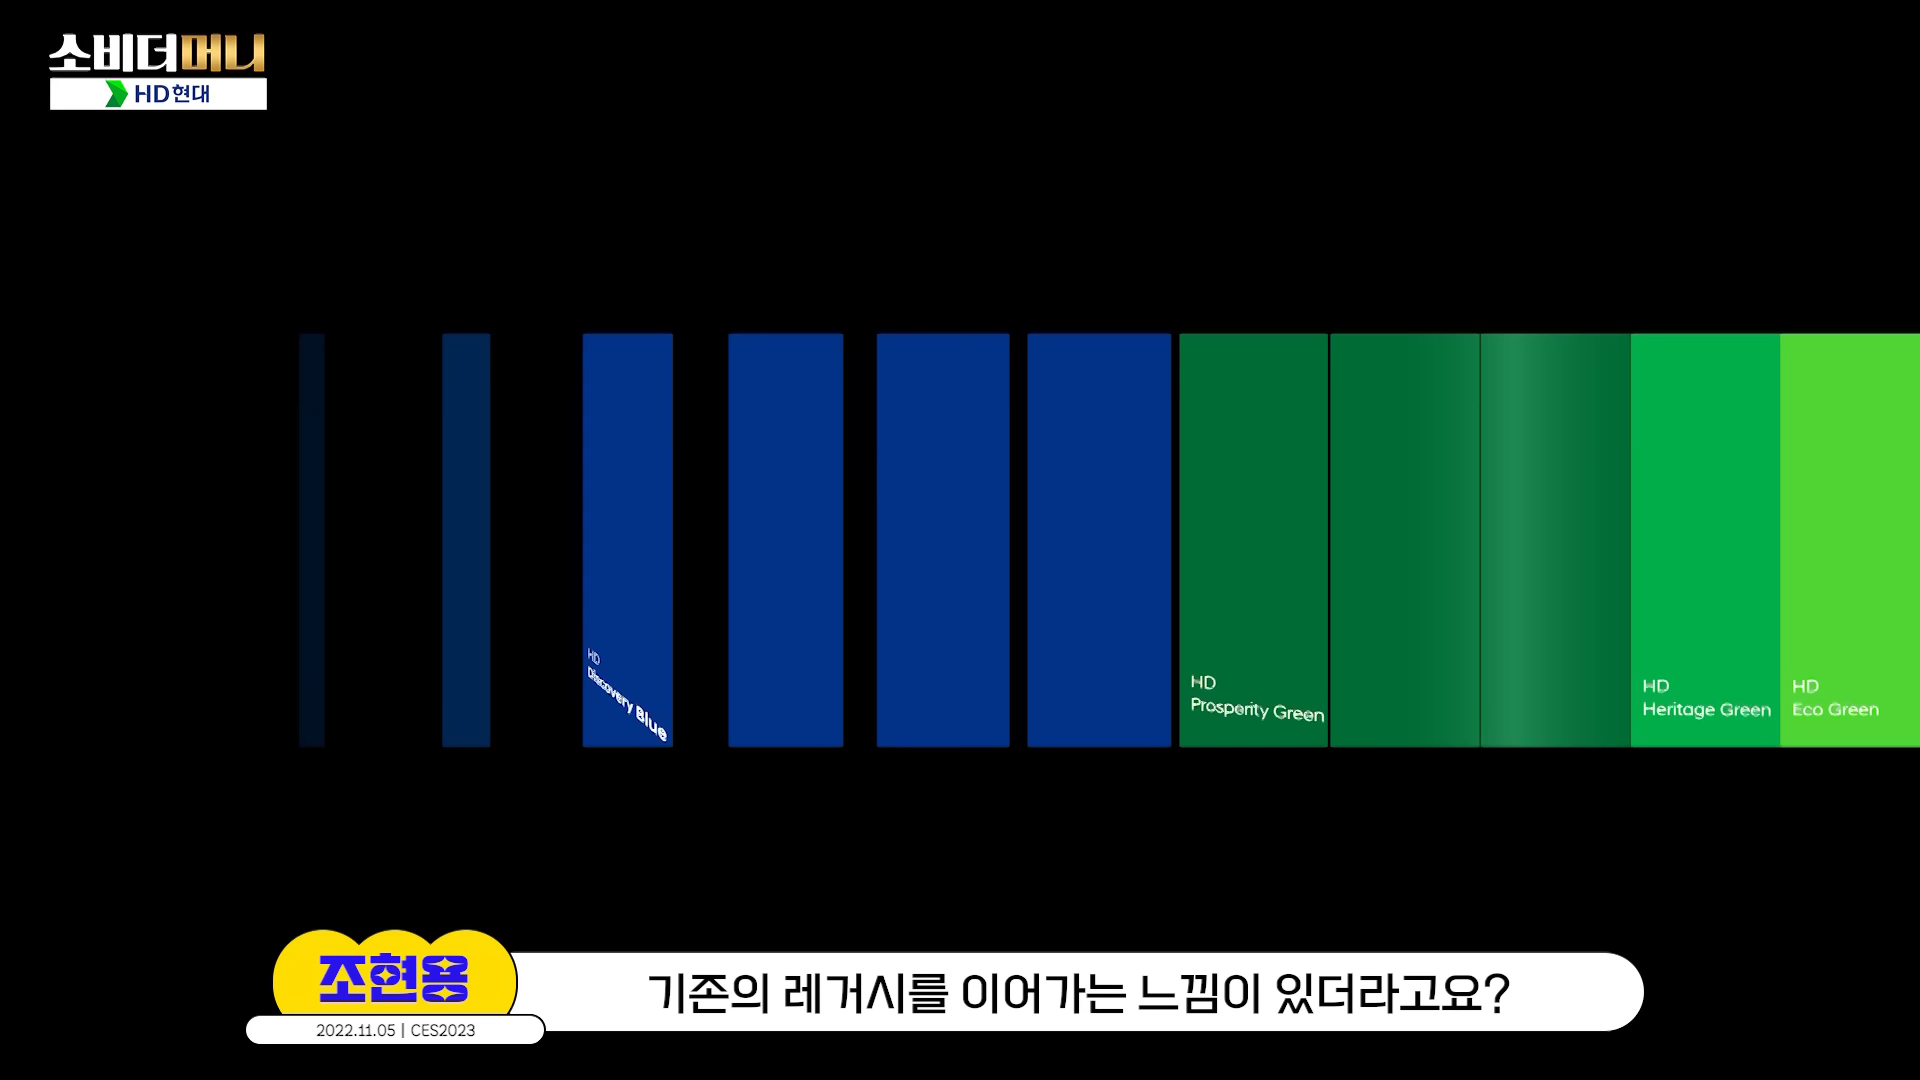 소비더머니
HD현대
HD
Discovery Blue
HD
Prosperity Green
HD
Heritage Green
HD
Eco Green
조현용
기존의 레거시를 이어가는 느낌이 있더라고요?
2022.11.05 | CES2023